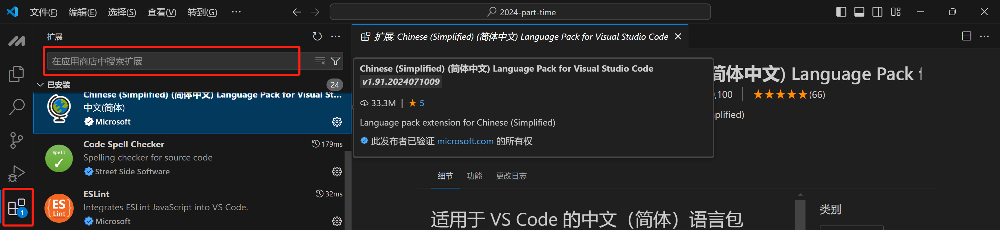 文件(F) 编辑(E) 选择(S) 查看(V) 转到(G) ··· 2024-part-time
扩展
在应用商店中搜索扩展
已安装 24
Chinese (Simplified) (简体中文) Language Pack for Visual St...
中文(简体)
Microsoft
Code Spell Checker 179ms
Spell
Spelling checker for source code
Street Side Software
ESLint 32ms
ES
Lint
Integrates ESLint JavaScript into VS Code.
Microsoft
1
扩展: Chinese (Simplified) (简体中文) Language Pack for Visual Studio Code
Chinese (Simplified) (简体中文) Language Pack for Visual Studio Code
v1.91.2024071009
33.3M | ★ 5
Language pack extension for Chinese (Simplified)
此发布者已验证 microsoft.com 的所有权
简体中文) Language Pack f
,100 | ★★★★★(66)
plified)
细节 功能 更改日志
适用于 VS Code 的中文（简体）语言包
类别